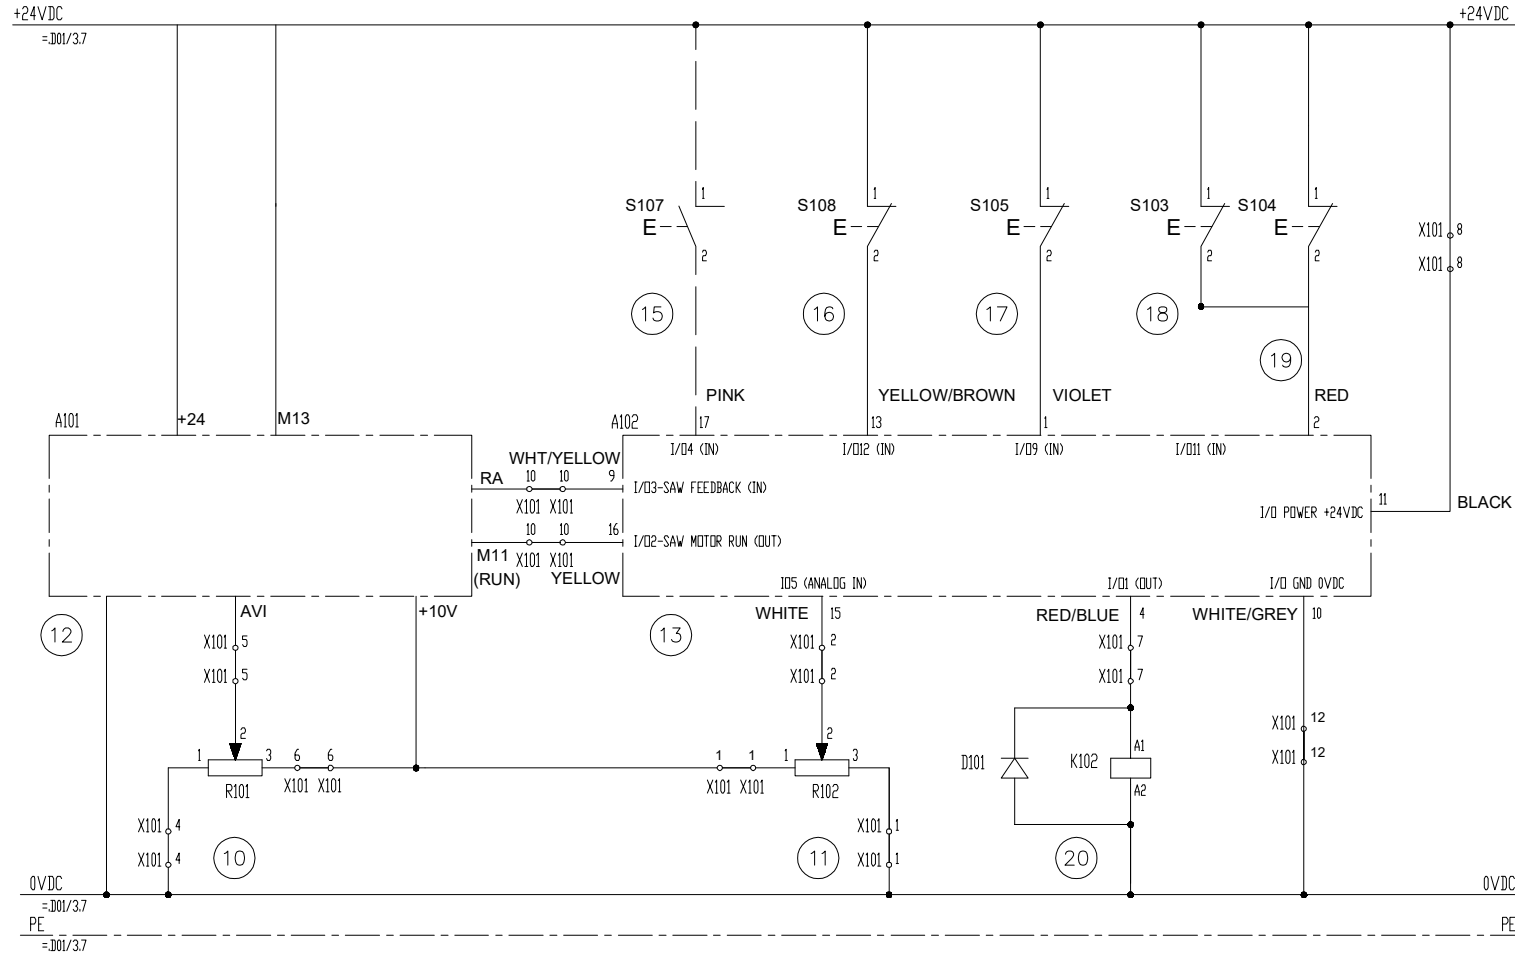 +24VDC +24VDC
=.D01/3.7
1 1 1 1 1
S107 S108 S105 S103 S104
E E E E E
X101 8
2 2 2 2 2
X101 8
15 16 17 18
19
PINK YELLOW/BROWN VIOLET RED
A101 +24 M13 A102 17 13 1 2
I/O4 (IN) I/O12 (IN) I/O9 (IN) I/O11 (IN)
WHT/YELLOW
RA 10 10 9 I/O3-SAW FEEDBACK (IN)
X101 X101
11 BLACK
I/O POWER +24VDC
10 10 16 I/O2-SAW MOTOR RUN (OUT)
M11 X101 X101
(RUN) YELLOW
IO5 (ANALOG IN) I/O1 (OUT) I/O GND 0VDC
AVI +10V WHITE 15 RED/BLUE 4 WHITE/GREY 10
12 13
X101 5 X101 2 X101 7
X101 5 X101 2 X101 7
X101 12
2 2
1 3 6 6 1 1 1 3 A1 X101 12
D101 K102
R101 X101 X101 X101 X101 R102 A2
X101 4 X101 1
X101 4 10 11 X101 1 20
0VDC 0VDC
=.D01/3.7
PE PE
=.D01/3.7